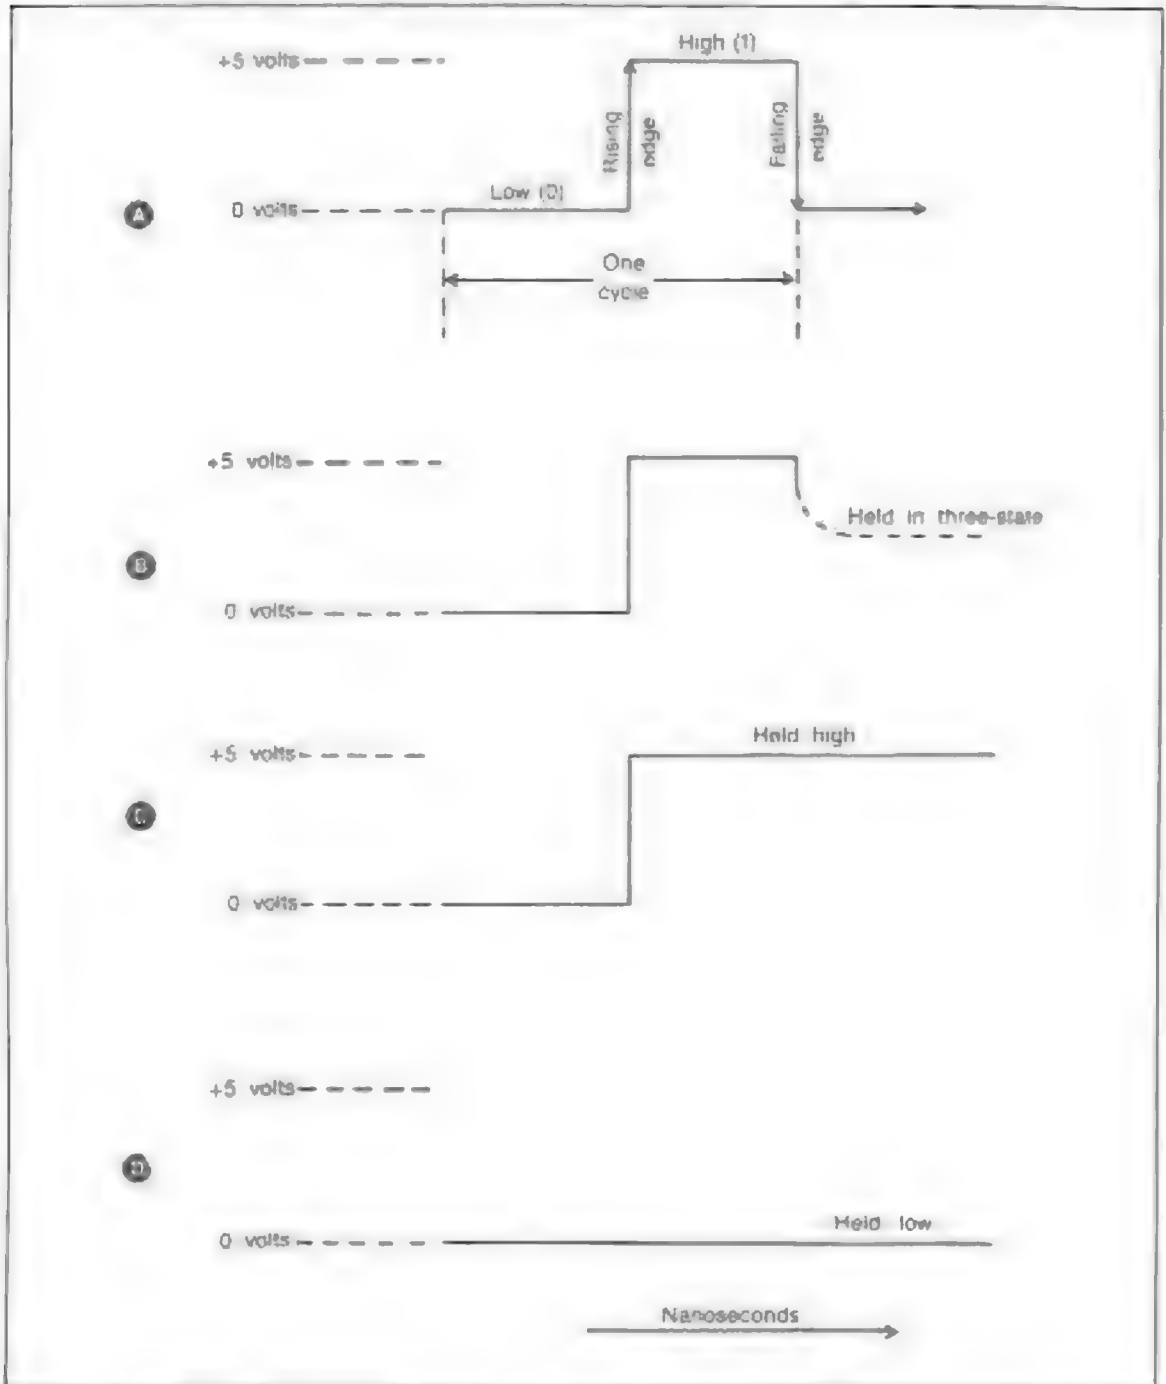 +5 volts
High (1)
Rising
edge
Falling
edge
A
0 volts
Low (0)
One
cycle
+5 volts
Held in three-state
B
0 volts
+5 volts
Held high
C
0 volts
+5 volts
D
0 volts
Held low
Nanoseconds